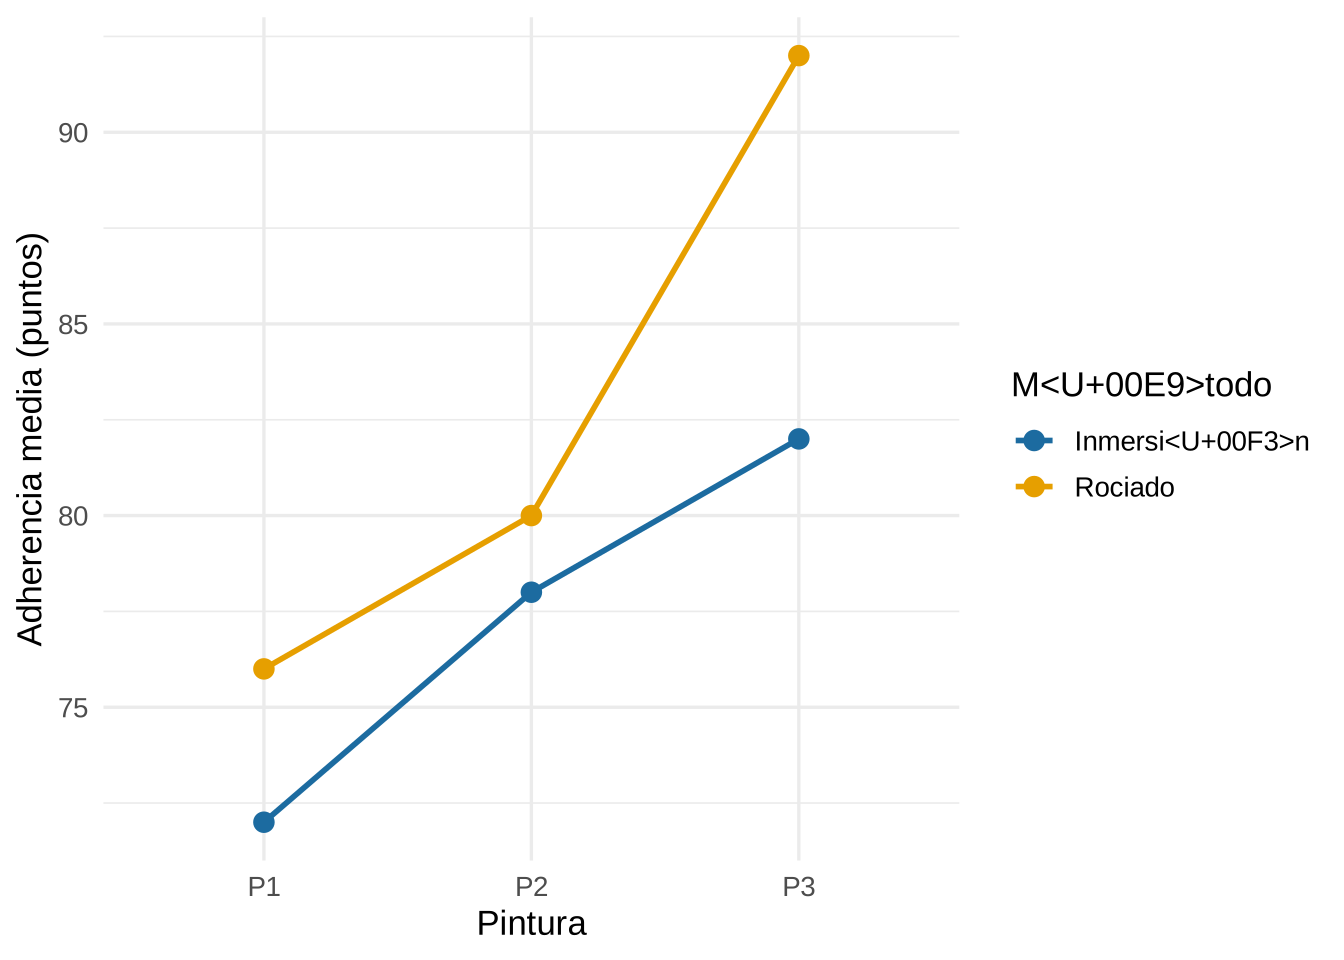 90
85
80
75
Adherencia media (puntos)
P1 P2 P3
Pintura
M<U+00E9>todo
Inmersi<U+00F3>n
Rociado